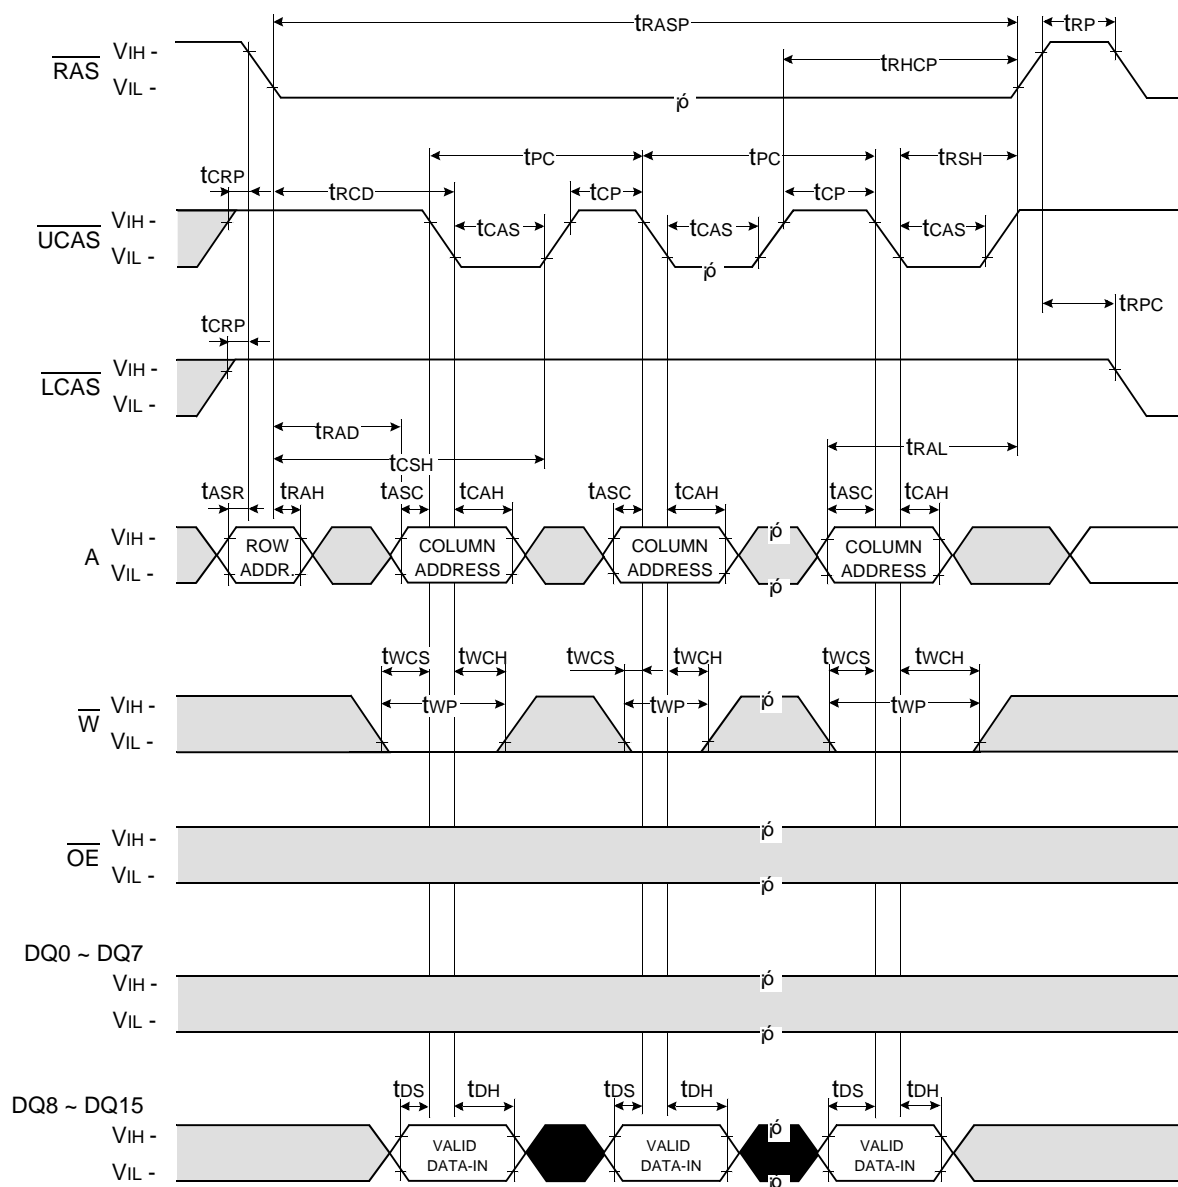 tRASP
tRP
RAS
VIH -
tRHCP
VIL -
¡ó
tPC
tPC
tRSH
tCRP
tRCD
tCP
tCP
UCAS
VIH -
tCAS
tCAS
tCAS
VIL -
¡ó
tCRP
tRPC
LCAS
VIH -
VIL -
tRAD
tRAL
tCSH
tASR
tRAH
tASC
tCAH
tASC
tCAH
tASC
tCAH
A
VIH -
VIL -
ROW
ADDR.
COLUMN
ADDRESS
COLUMN
ADDRESS
¡ó
¡ó
COLUMN
ADDRESS
tWCS
tWCH
tWCS
tWCH
tWCS
tWCH
W
VIH -
tWP
tWP
¡ó
tWP
VIL -
OE
VIH -
¡ó
VIL -
¡ó
DQ0 ~ DQ7
VIH -
¡ó
VIL -
¡ó
tDS
tDH
tDS
tDH
tDS
tDH
DQ8 ~ DQ15
VIH -
VIL -
VALID
DATA-IN
VALID
DATA-IN
¡ó
¡ó
VALID
DATA-IN